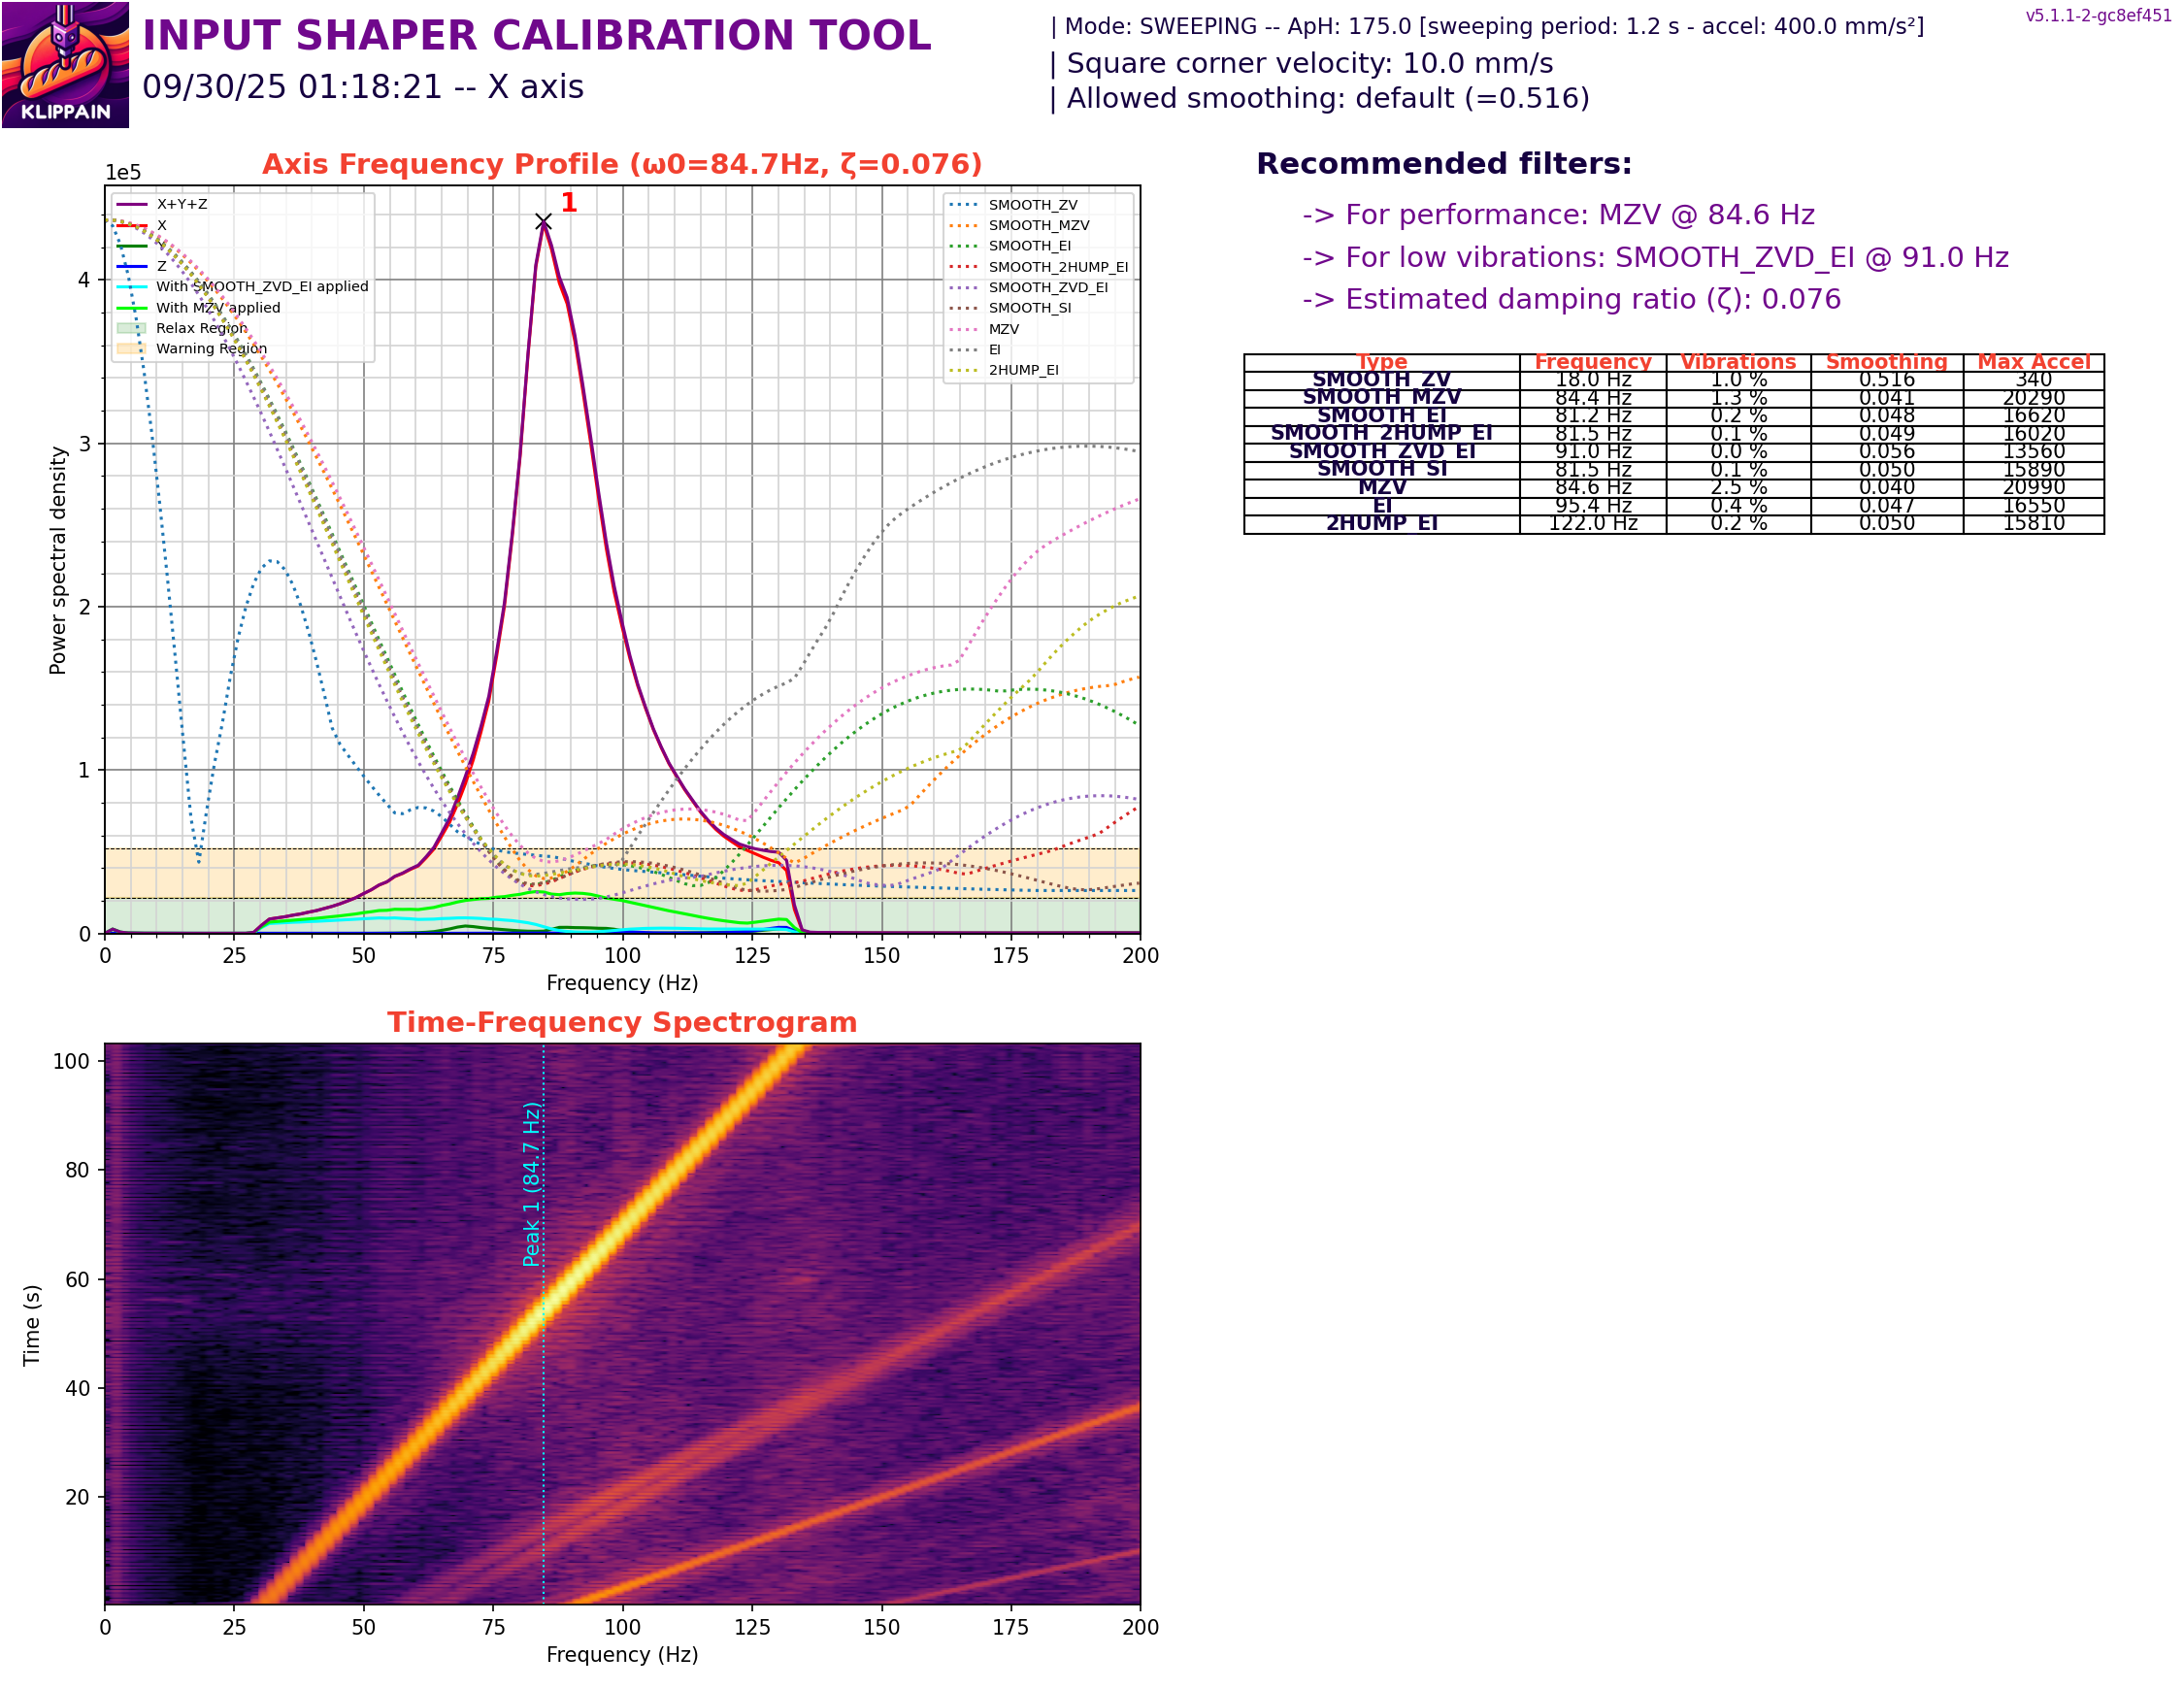 INPUT SHAPER CALIBRATION TOOL
09/30/25 01:18:21 -- X axis
KLIPPAIN
| Mode: SWEEPING -- ApH: 175.0 [sweeping period: 1.2 s - accel: 400.0 mm/s²]
| Square corner velocity: 10.0 mm/s
| Allowed smoothing: default (=0.516)
v5.1.1-2-gc8ef451
Axis Frequency Profile (ω0=84.7Hz, ζ=0.076)
1e5
1
X+Y+Z
X
Y
Z
With SMOOTH_ZVD_EI applied
With MZV applied
Relax Region
Warning Region
SMOOTH_ZV
SMOOTH_MZV
SMOOTH_EI
SMOOTH_2HUMP_EI
SMOOTH_ZVD_EI
SMOOTH_SI
MZV
EI
2HUMP_EI
Power spectral density
4
3
2
1
0
0 25 50 75 100 125 150 175 200
Frequency (Hz)
Recommended filters:
-> For performance: MZV @ 84.6 Hz
-> For low vibrations: SMOOTH_ZVD_EI @ 91.0 Hz
-> Estimated damping ratio (ζ): 0.076
Type Frequency Vibrations Smoothing Max Accel
SMOOTH_ZV 18.0 Hz 1.0 % 0.516 340
SMOOTH_MZV 84.4 Hz 1.3 % 0.041 20290
SMOOTH_EI 81.2 Hz 0.2 % 0.048 16620
SMOOTH_2HUMP_EI 81.5 Hz 0.1 % 0.049 16020
SMOOTH_ZVD_EI 91.0 Hz 0.0 % 0.056 13560
SMOOTH_SI 81.5 Hz 0.1 % 0.050 15890
MZV 84.6 Hz 2.5 % 0.040 20990
EI 95.4 Hz 0.4 % 0.047 16550
2HUMP_EI 122.0 Hz 0.2 % 0.050 15810
Time-Frequency Spectrogram
Peak 1 (84.7 Hz)
Time (s)
100
80
60
40
20
0 25 50 75 100 125 150 175 200
Frequency (Hz)